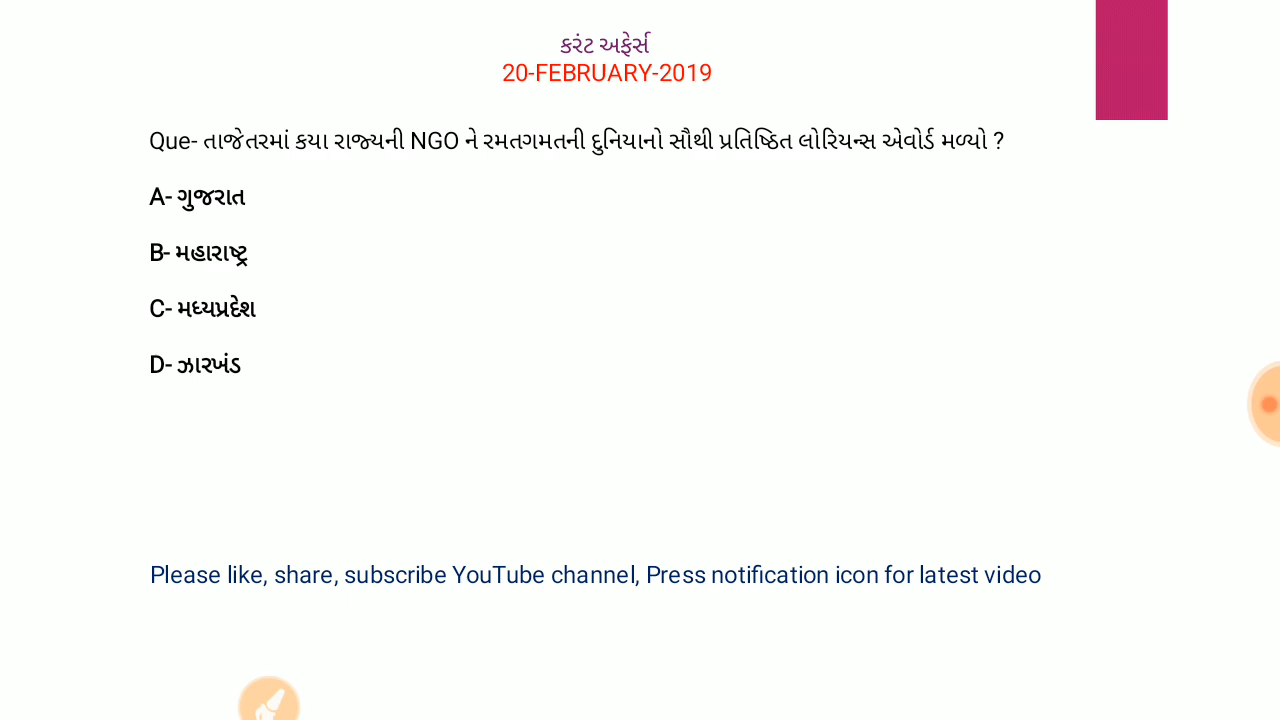 કરંટ અફેર્સ
20-FEBRUARY-2019
Que- તાજેતરમાં કયા રાજ્યની NGO ને રમતગમતની દુનિયાનો સૌથી પ્રતિષ્ઠિત લોરિયન્સ એવોર્ડ મળ્યો ?
A- ગુજરાત
B- મહારાષ્ટ્ર
C- મધ્યપ્રદેશ
D- ઝારખંડ
Please like, share, subscribe YouTube channel, Press notification icon for latest video